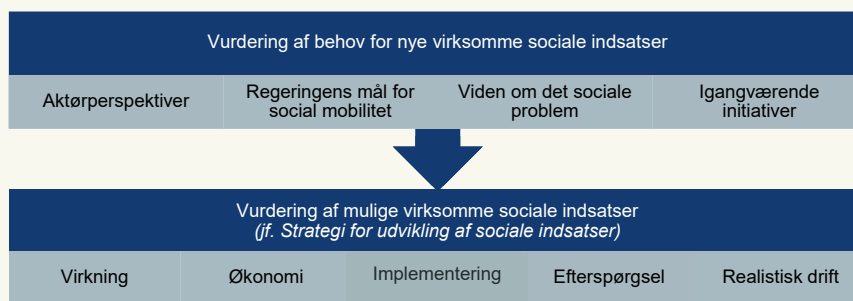 Vurdering af behov for nye virksomme sociale indsatser
Aktørperspektiver
Regeringens mål for
social mobilitet
Viden om det sociale
problem
Igangværende
initiativer
Vurdering af mulige virksomme sociale indsatser
(jf. Strategi for udvikling af sociale indsatser)
Virkning
Økonomi
Implementering
Efterspørgsel
Realistisk drift